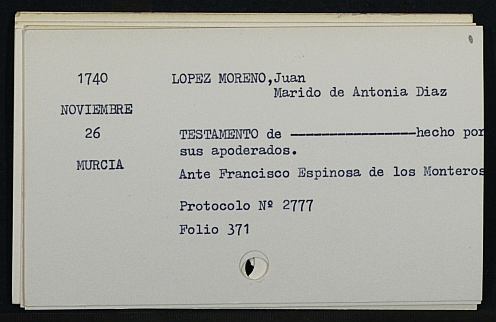 1740
LOPEZ MORENO, Juan
Marido de Antonia Diaz
NOVIEMBRE
26
TESTAMENTO de ----------------hecho por
sus apoderados.
MURCIA
Ante Francisco Espinosa de los Monteros
Protocolo Nº 2777
Folio 371